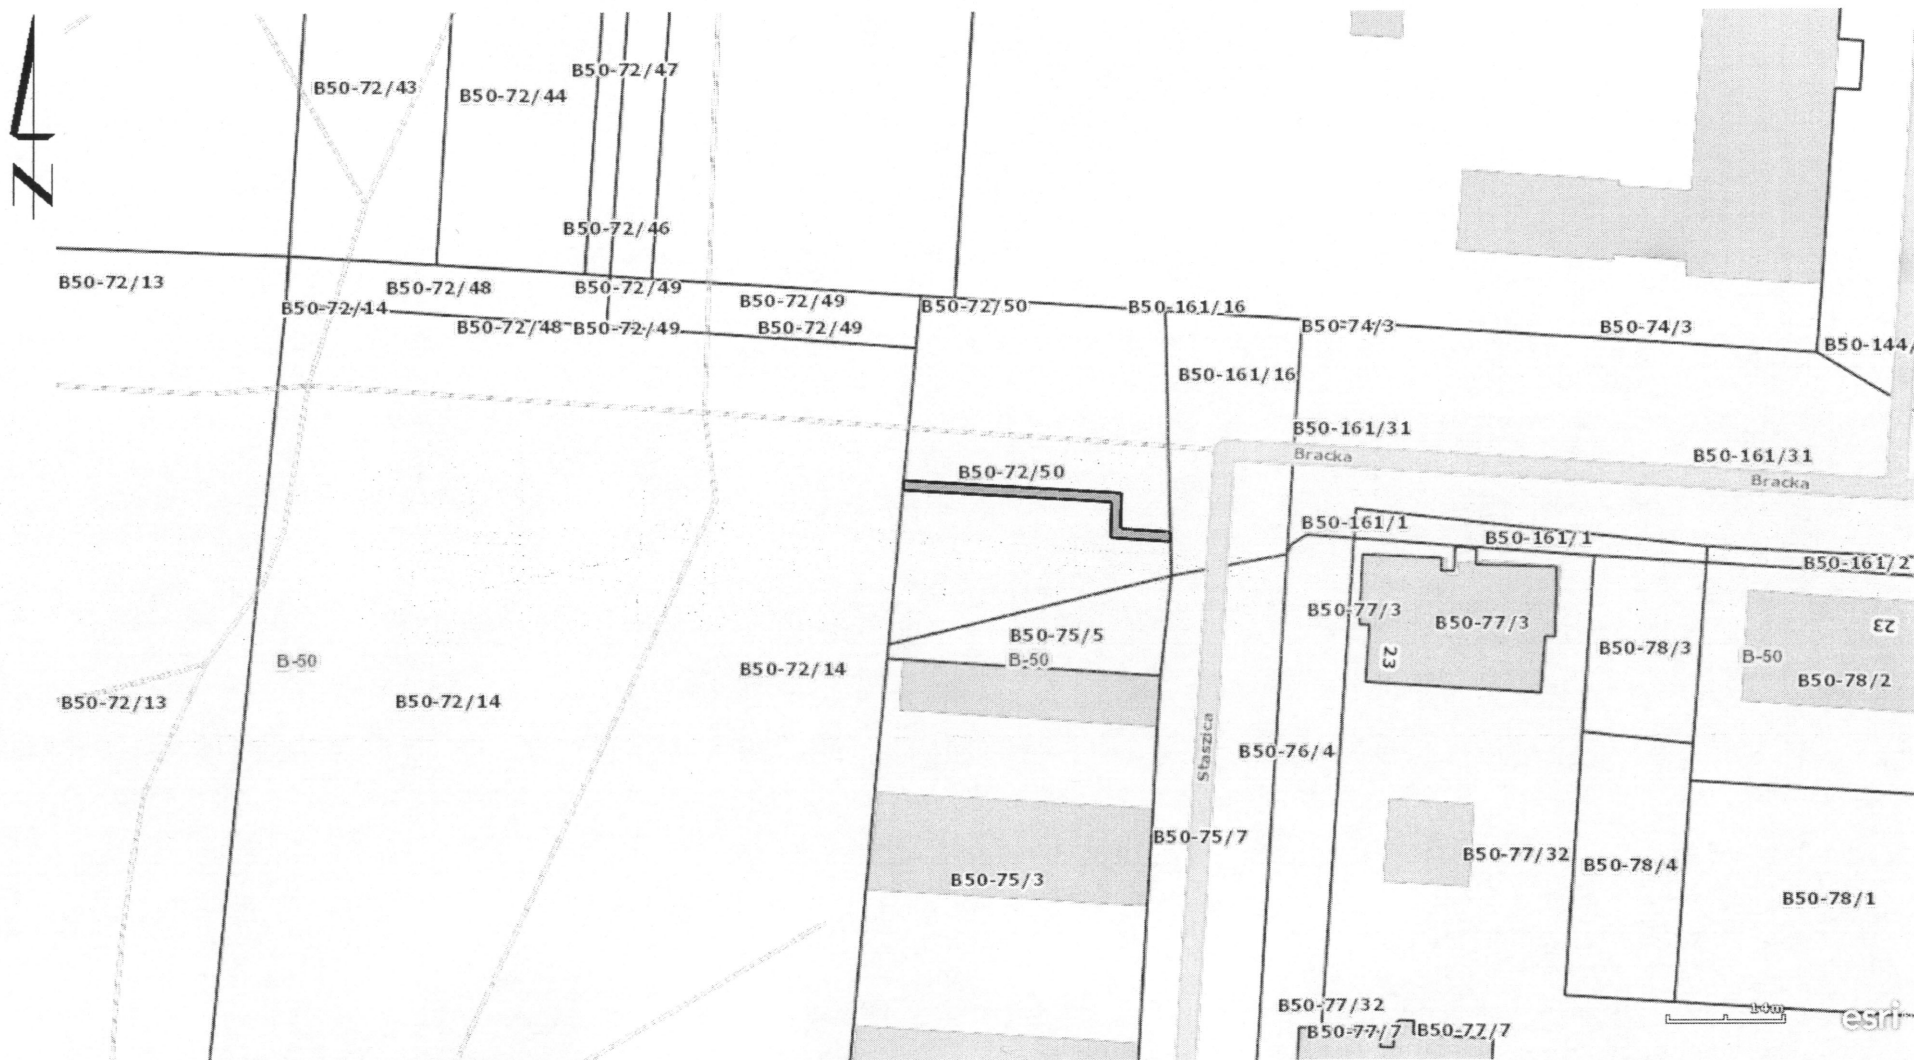 B50-72/47
B50-72/43
B50-72/44
N
B50-72/46
B50-72/13
B50-72/48
B50-72/49
B50-72/49
B50-72/50
B50-161/16
B50-72/14
B50-72/48
B50-72/49
B50-72/49
B50-74/3
B50-74/3
B50-144/
B50-161/16
B50-161/31
Bracka
B50-161/31
Bracka
B50-72/50
B50-161/1
B50-161/1
B50-161/2
B50-77/3
B50-77/3
23
23
B50-75/5
B-50
B-50
B50-72/14
B50-78/3
B-50
B50-78/2
B50-72/13
B50-72/14
Staszica
B50-76/4
B50-75/7
B50-77/32
B50-78/4
B50-75/3
B50-78/1
B50-77/32
B50-77/7
B50-77/7
14m
esri